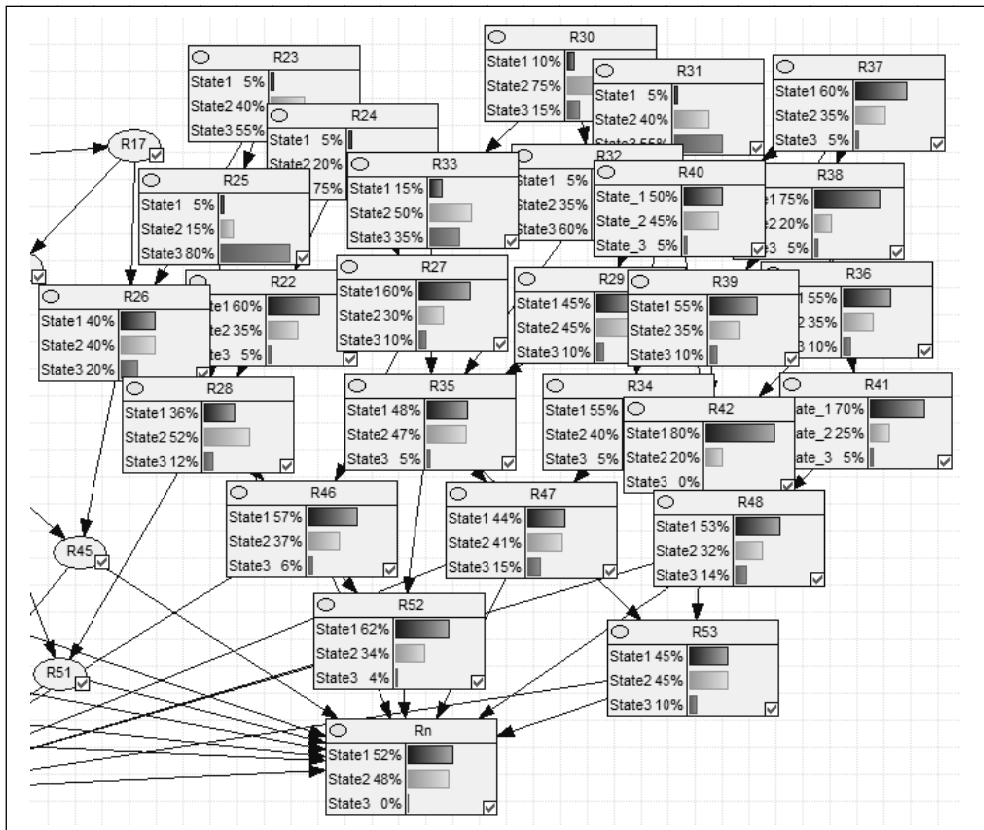 R23
State1 5%
State2 40%
State3 55%
R30
State1 10%
State2 75%
State3 15%
R31
State1 5%
State2 40%
State3 55%
R37
State1 60%
State2 35%
State3 5%
R17
R24
State1 5%
State2 20%
75%
R33
State1 15%
State2 50%
State3 35%
R32
State1 5%
State2 35%
State3 60%
R40
State_1 50%
State_2 45%
State_3 5%
R38
75%
20%
5%
R25
State1 5%
State2 15%
State3 80%
R26
State1 40%
State2 40%
State3 20%
R22
60%
35%
5%
R27
State1 60%
State2 30%
State3 10%
R29
State1 45%
State2 45%
State3 10%
R39
State1 55%
State2 35%
State3 10%
R36
55%
35%
10%
R28
State1 36%
State2 52%
State3 12%
R35
State1 48%
State2 47%
State3 5%
R34
State1 55%
State2 40%
State3 5%
R42
State1 80%
State2 20%
State3 0%
R41
ate_1 70%
ate_2 25%
ate_3 5%
R46
State1 57%
State2 37%
State3 6%
R47
State1 44%
State2 41%
State3 15%
R48
State1 53%
State2 32%
State3 14%
R45
R52
State1 62%
State2 34%
State3 4%
R53
State1 45%
State2 45%
State3 10%
R51
Rn
State1 52%
State2 48%
State3 0%